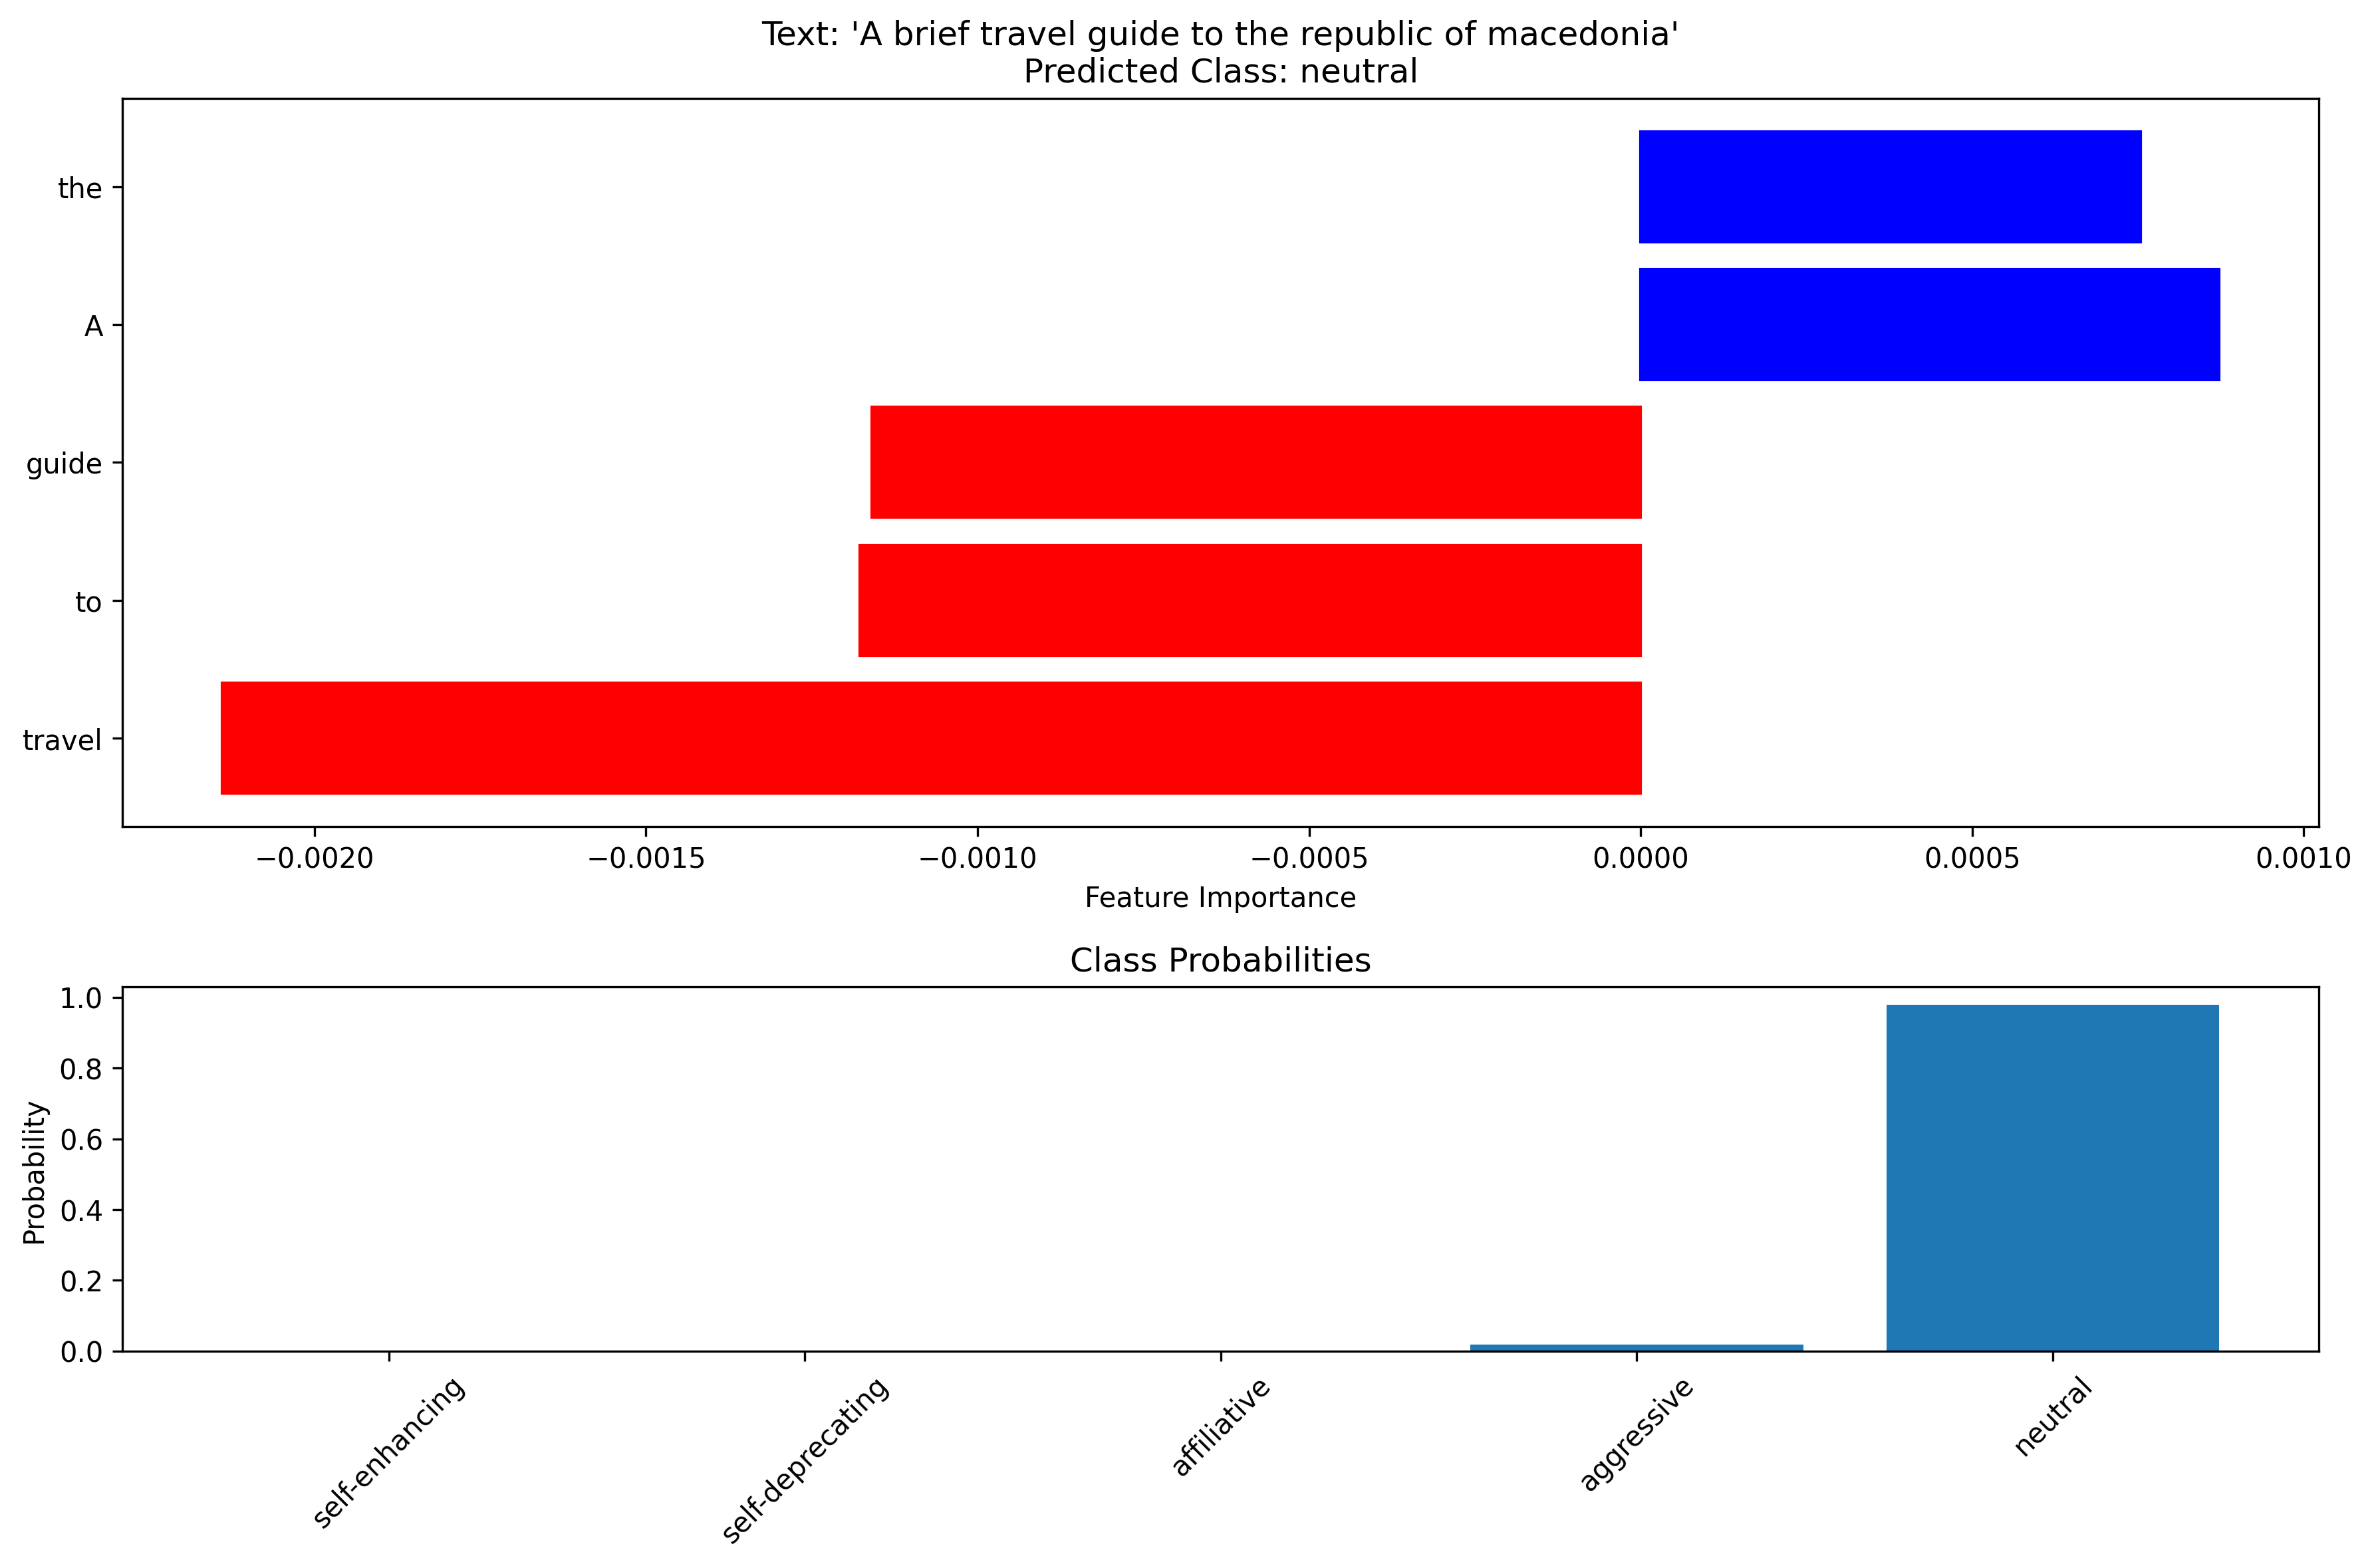 Text: 'A brief travel guide to the republic of macedonia'
Predicted Class: neutral
the
A
guide
to
travel
−0.0020 −0.0015 −0.0010 −0.0005 0.0000 0.0005 0.0010
Feature Importance
Class Probabilities
1.0
0.8
0.6
0.4
0.2
0.0
Probability
self-enhancing self-deprecating affiliative aggressive neutral